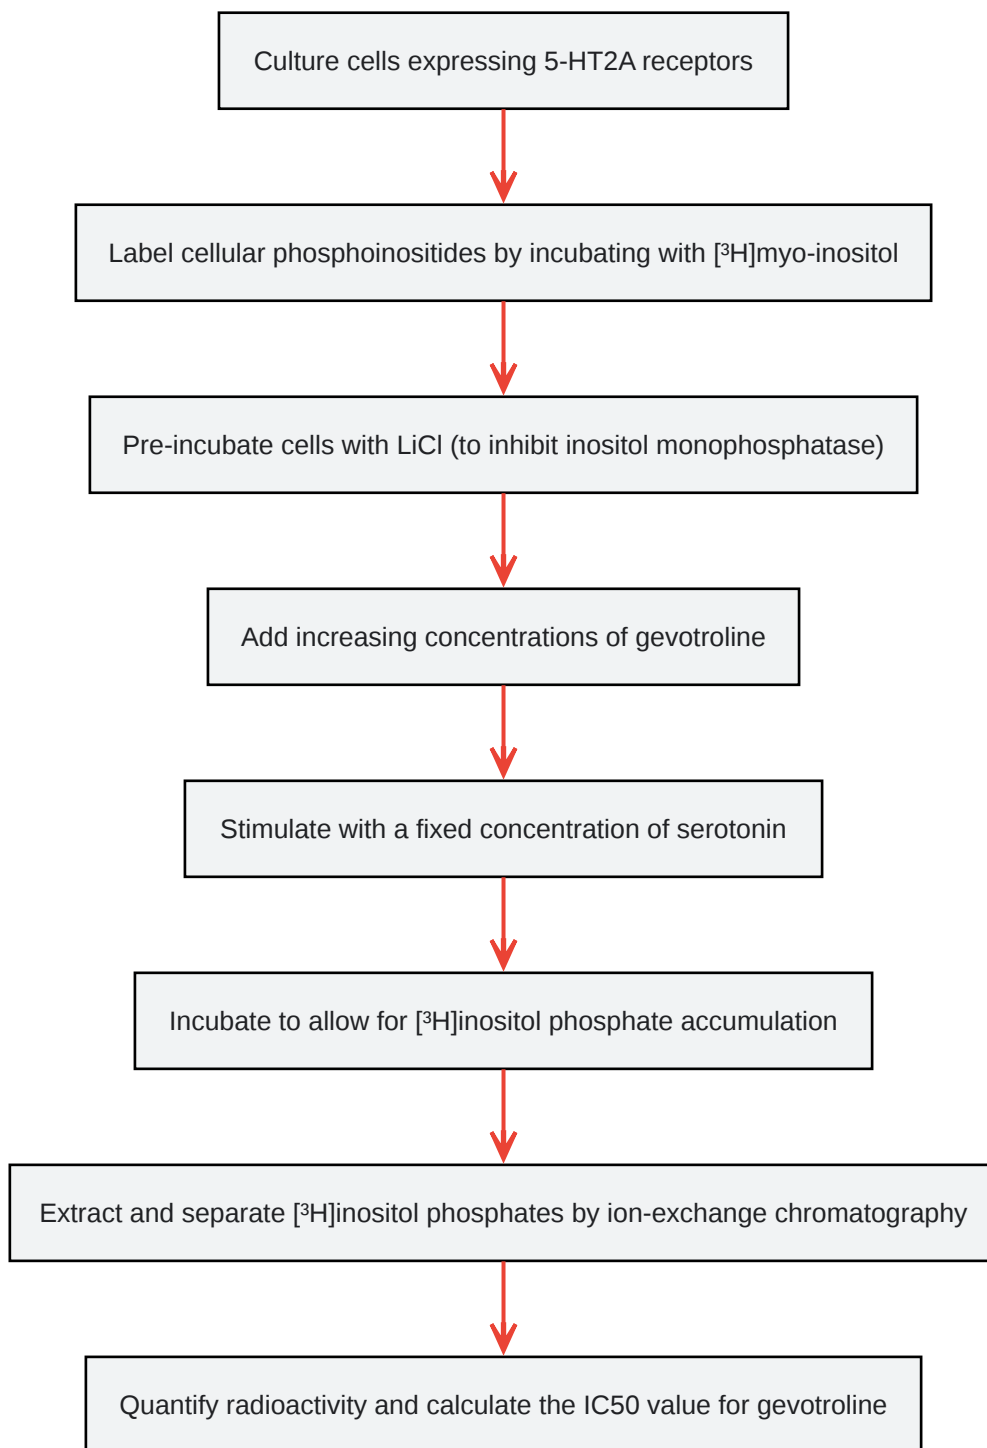 Culture cells expressing 5-HT2A receptors
Label cellular phosphoinositides by incubating with [³H]myo-inositol
Pre-incubate cells with LiCl (to inhibit inositol monophosphatase)
Add increasing concentrations of gevotroline
Stimulate with a fixed concentration of serotonin
Incubate to allow for [³H]inositol phosphate accumulation
Extract and separate [³H]inositol phosphates by ion-exchange chromatography
Quantify radioactivity and calculate the IC50 value for gevotroline